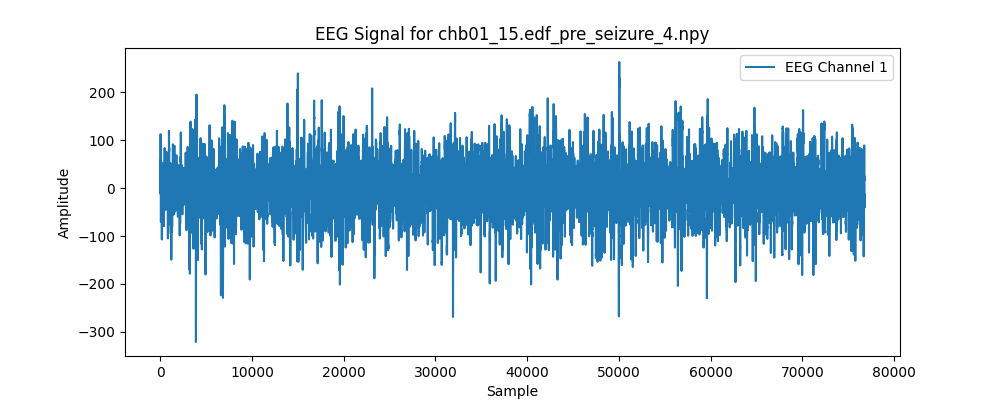 EEG Signal for chb01_15.edf_pre_seizure_4.npy
EEG Channel 1
Amplitude
200
100
0
−100
−200
−300
0 10000 20000 30000 40000 50000 60000 70000 80000
Sample